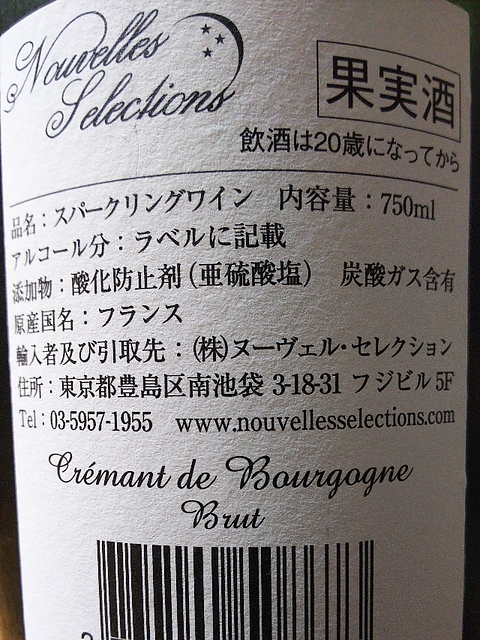 Nouvelles
Selections
果実酒
飲酒は20歳になってから
品名：スパークリングワイン 内容量：750ml
アルコール分：ラベルに記載
添加物：酸化防止剤（亜硫酸塩） 炭酸ガス含有
原産国名：フランス
輸入者及び引取先：(株)ヌーヴェル・セレクション
住所：東京都豊島区南池袋 3-18-31 フジビル 5F
Tel：03-5957-1955 www.nouvellesselections.com
Crémant de Bourgogne
Brut